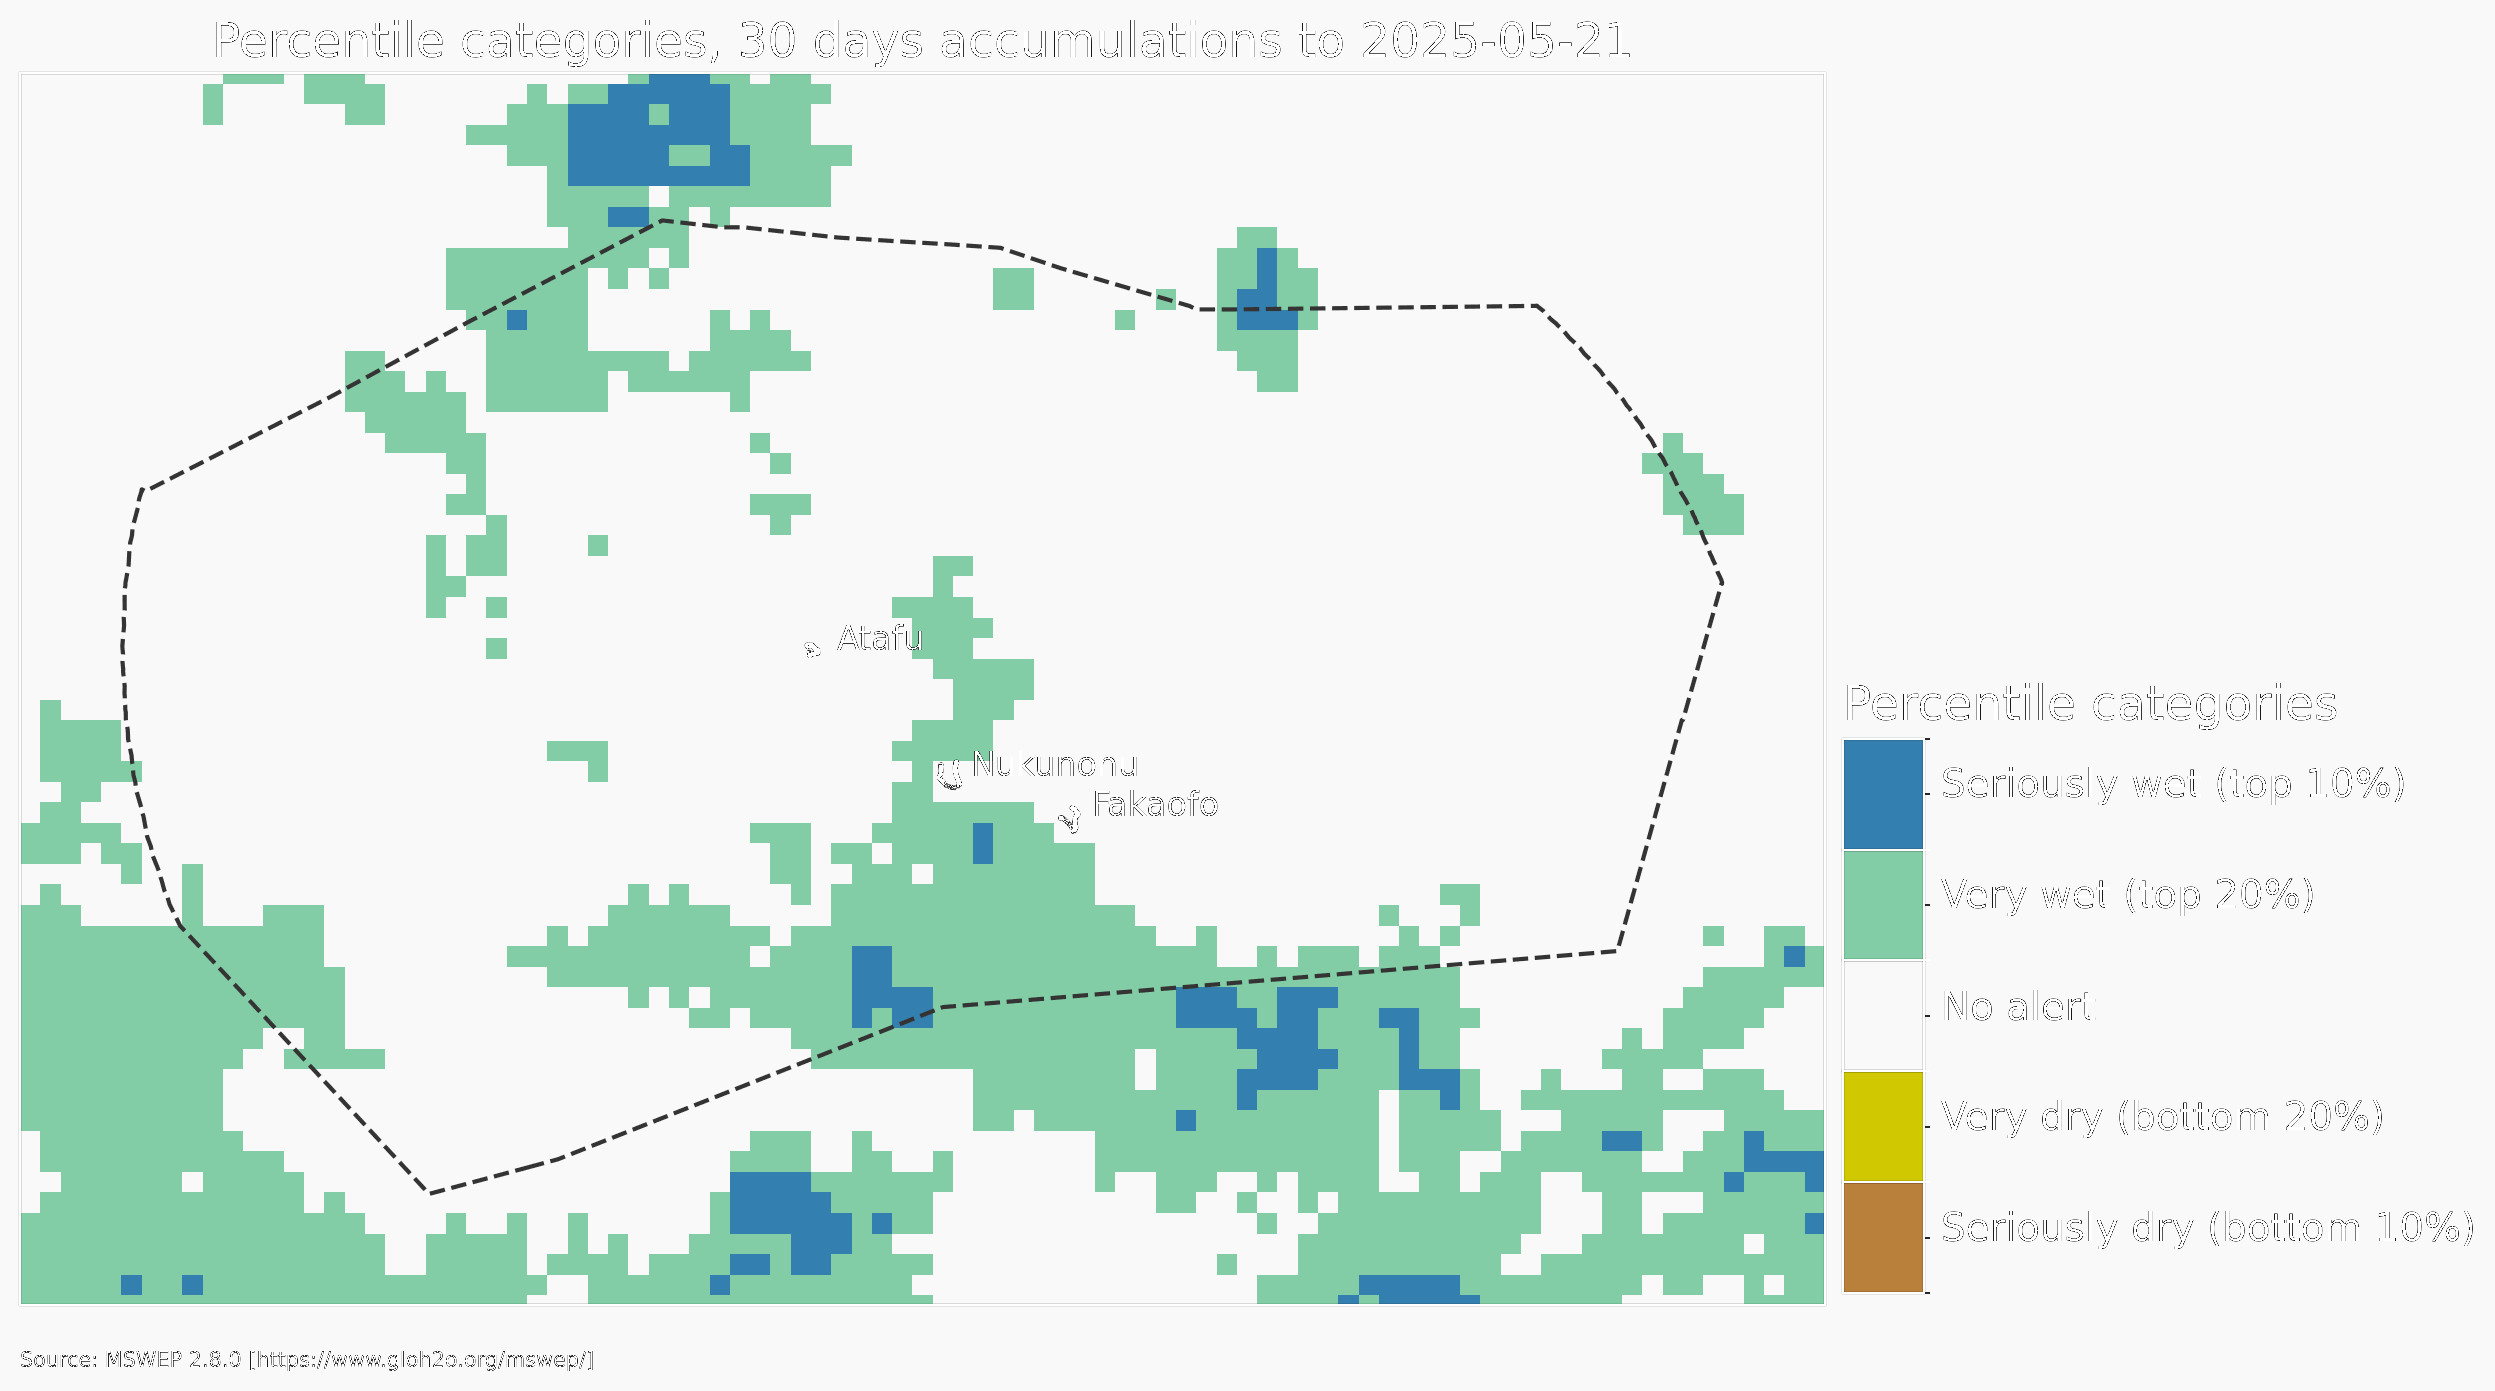 Percentile categories, 30 days accumulations to 2025-05-21
Atafu
Nukunonu
Fakaofo
Percentile categories
Seriously wet (top 10%)
Very wet (top 20%)
No alert
Very dry (bottom 20%)
Seriously dry (bottom 10%)
Source: MSWEP 2.8.0 [https://www.gloh2o.org/mswep/]